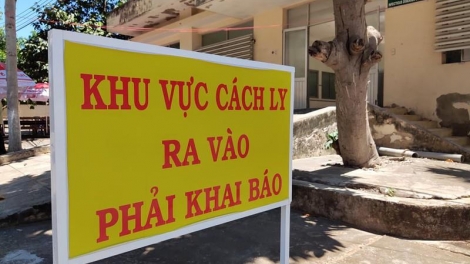 KHU VỰC CÁCH LY
RA VÀO
PHẢI KHAI BÁO